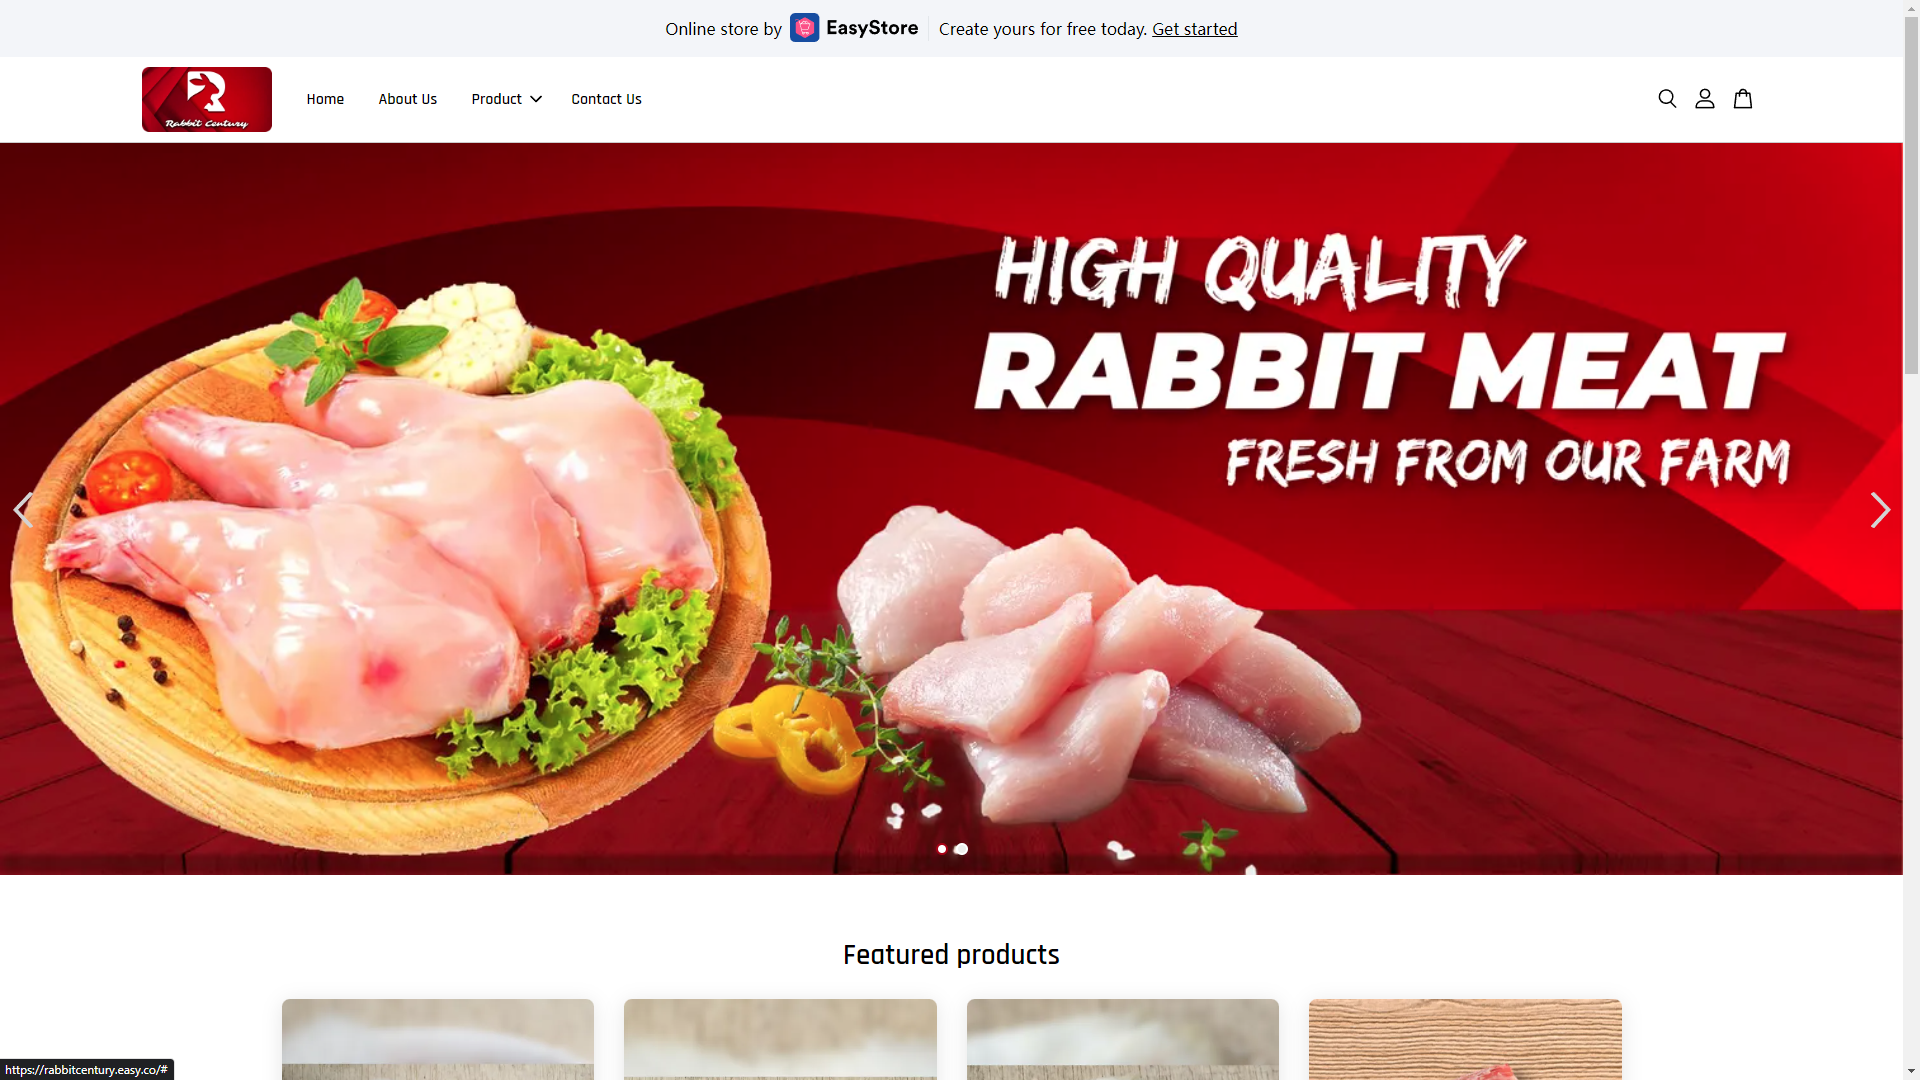 Online store by EasyStore Create yours for free today. Get started
Rabbit Century
Home About Us Product Contact Us
HIGH QUALITY
RABBIT MEAT
FRESH FROM OUR FARM
Featured products
https://rabbitcentury.easy.co/#